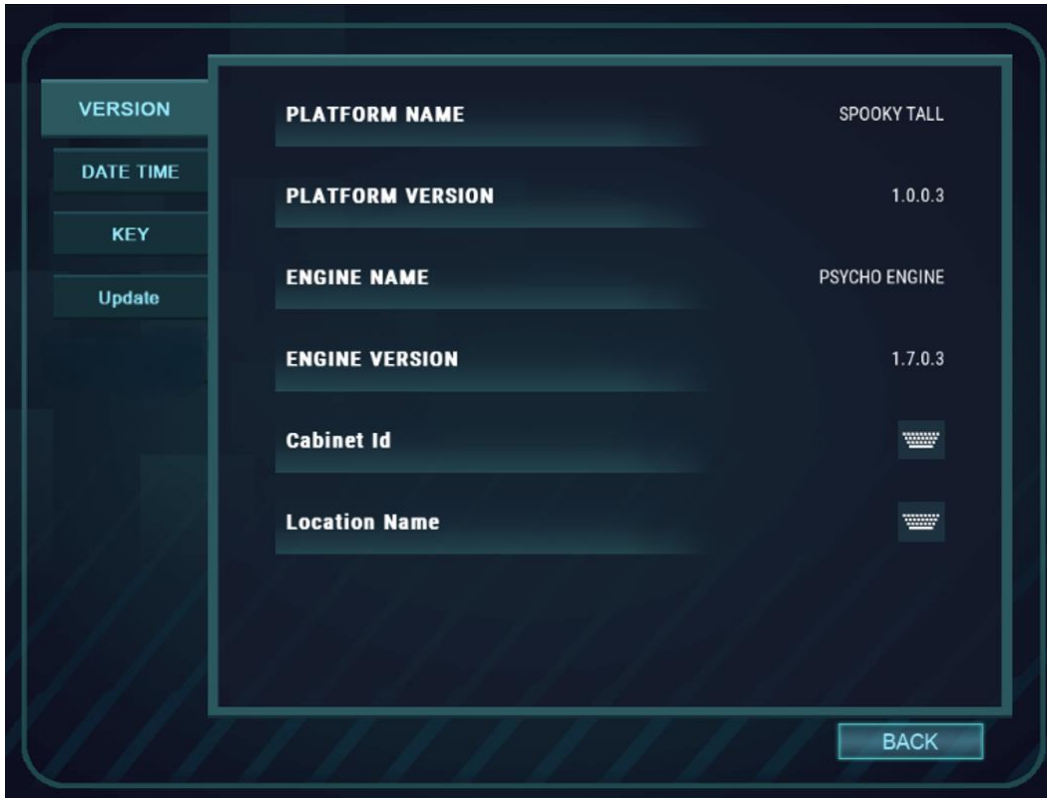 VERSION
DATE TIME
KEY
Update
PLATFORM NAME SPOOKY TALL
PLATFORM VERSION 1.0.0.3
ENGINE NAME PSYCHO ENGINE
ENGINE VERSION 1.7.0.3
Cabinet Id
Location Name
BACK